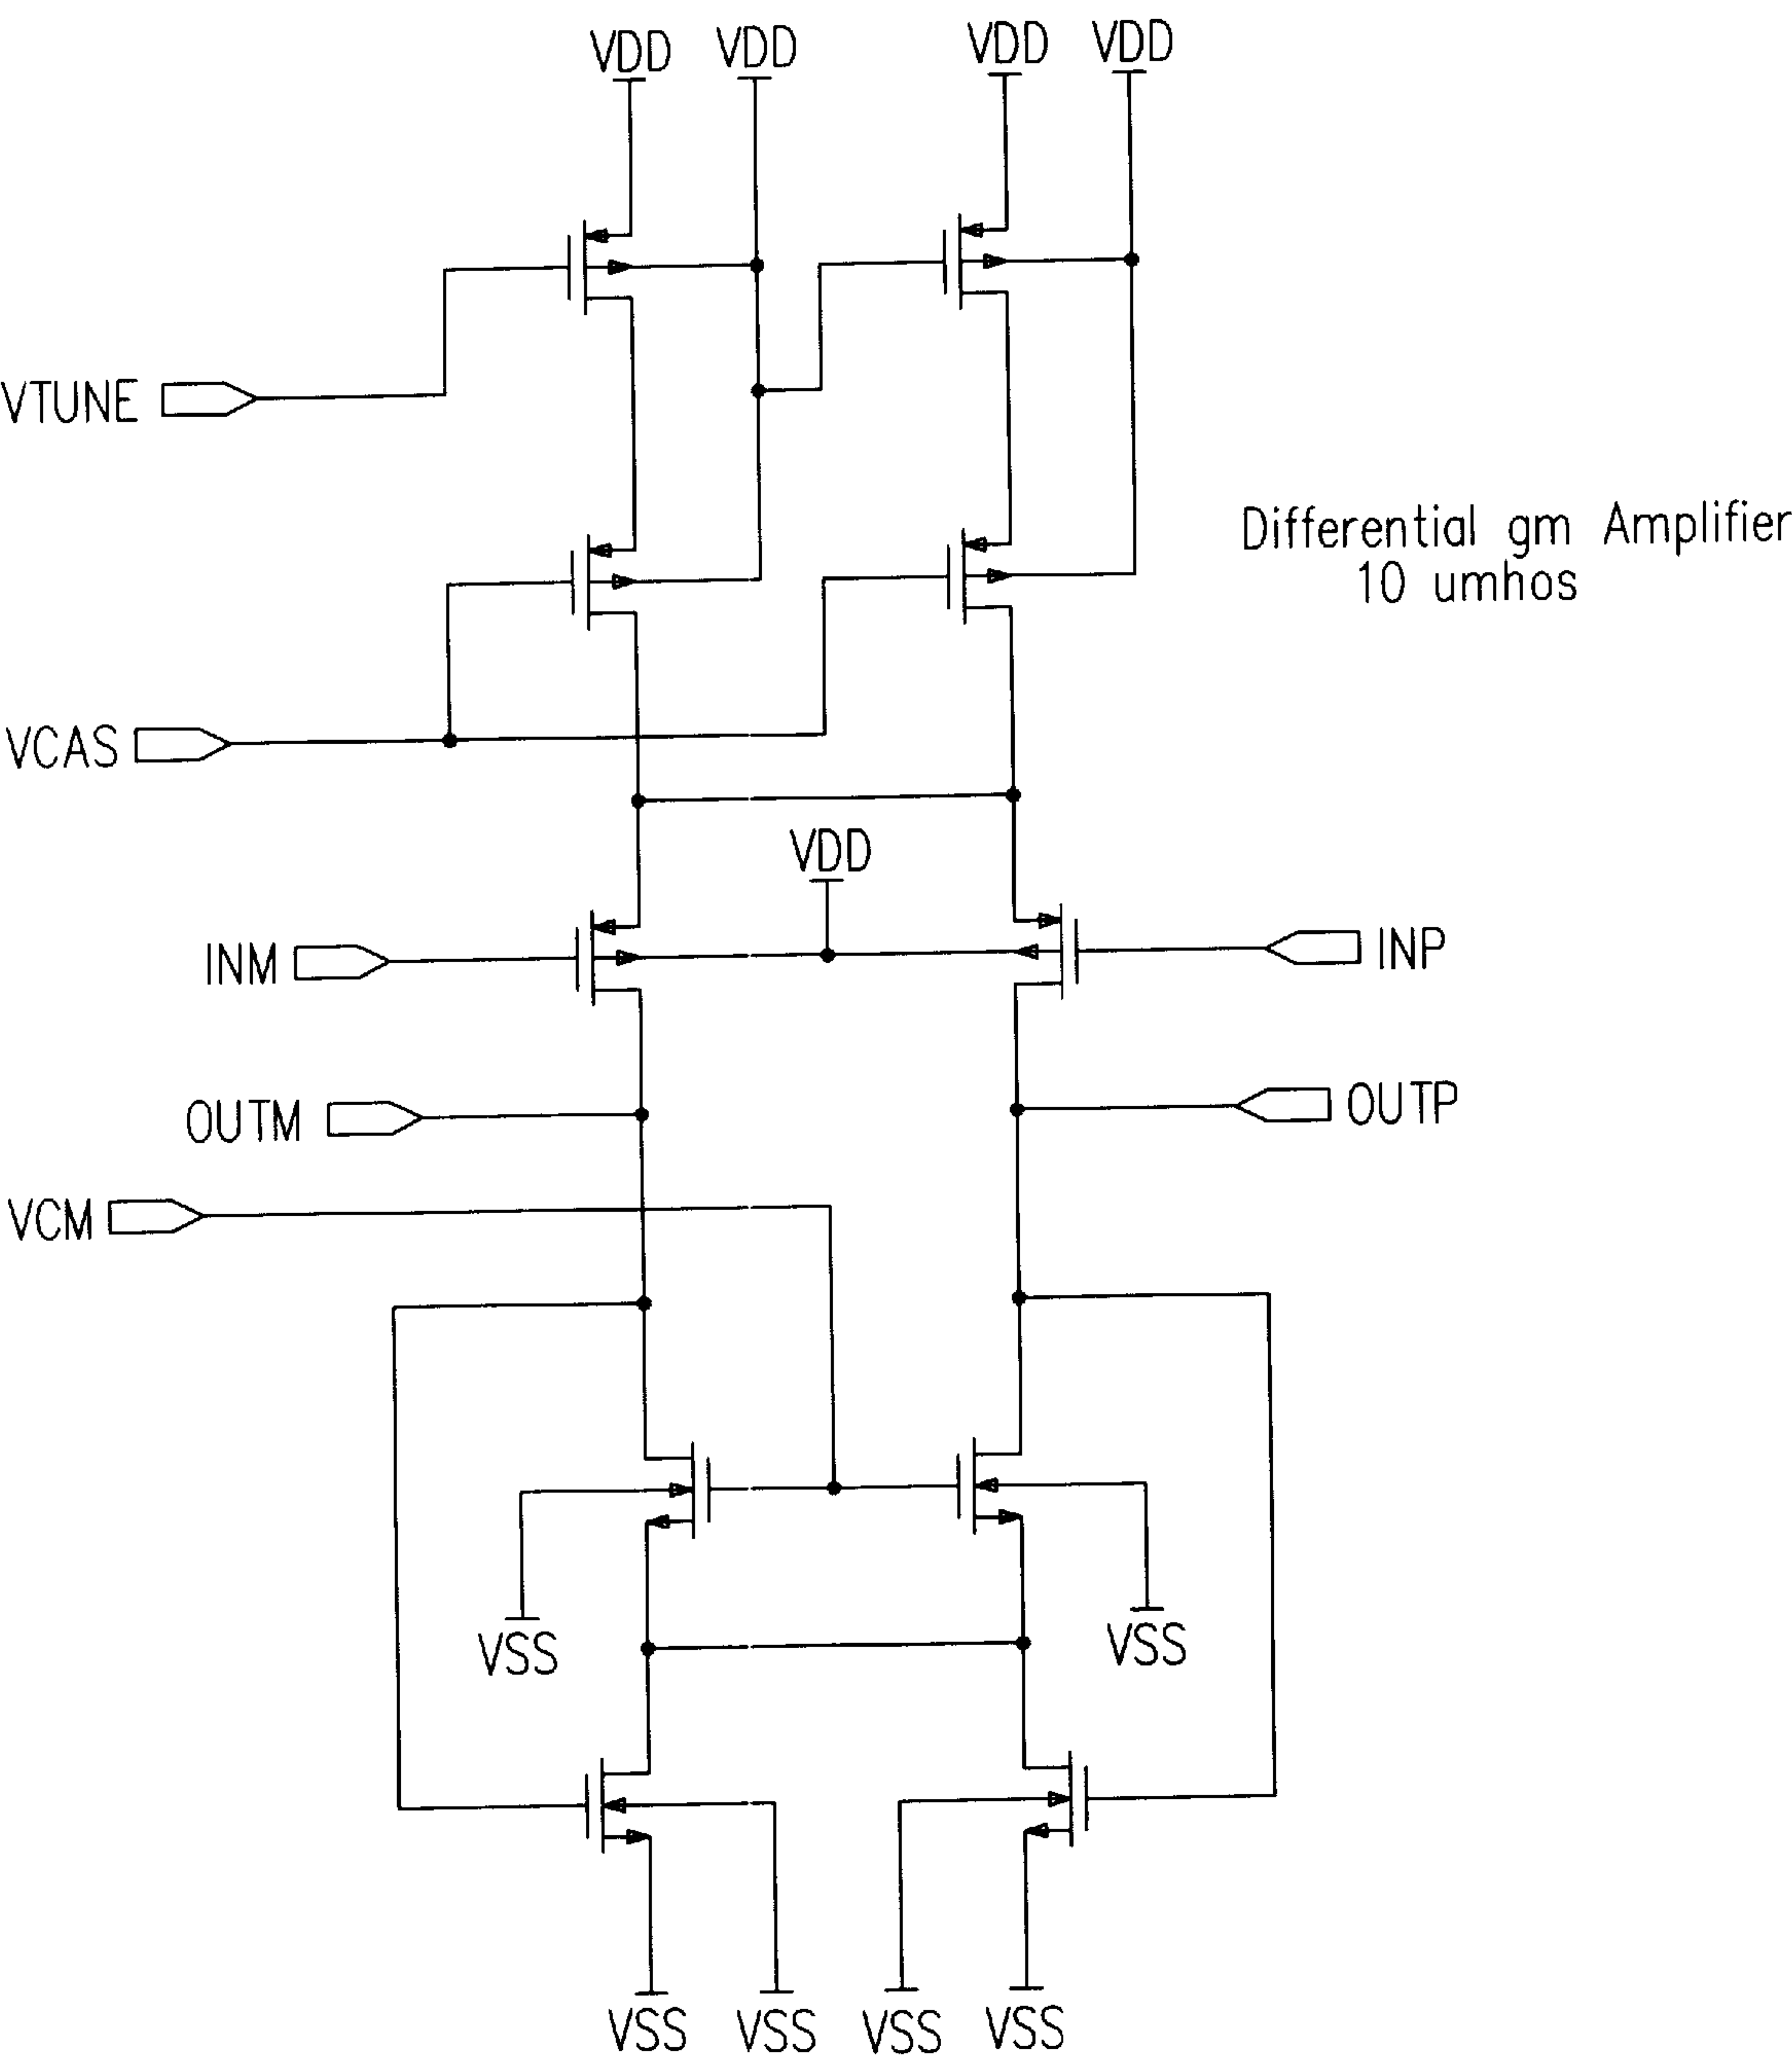 VDD VDD VDD VDD
VTUNE
Differential gm Amplifier
10 umhos
VCAS
VDD
INM INP
OUTM OUTP
VCM
VSS VSS
VSS VSS VSS VSS